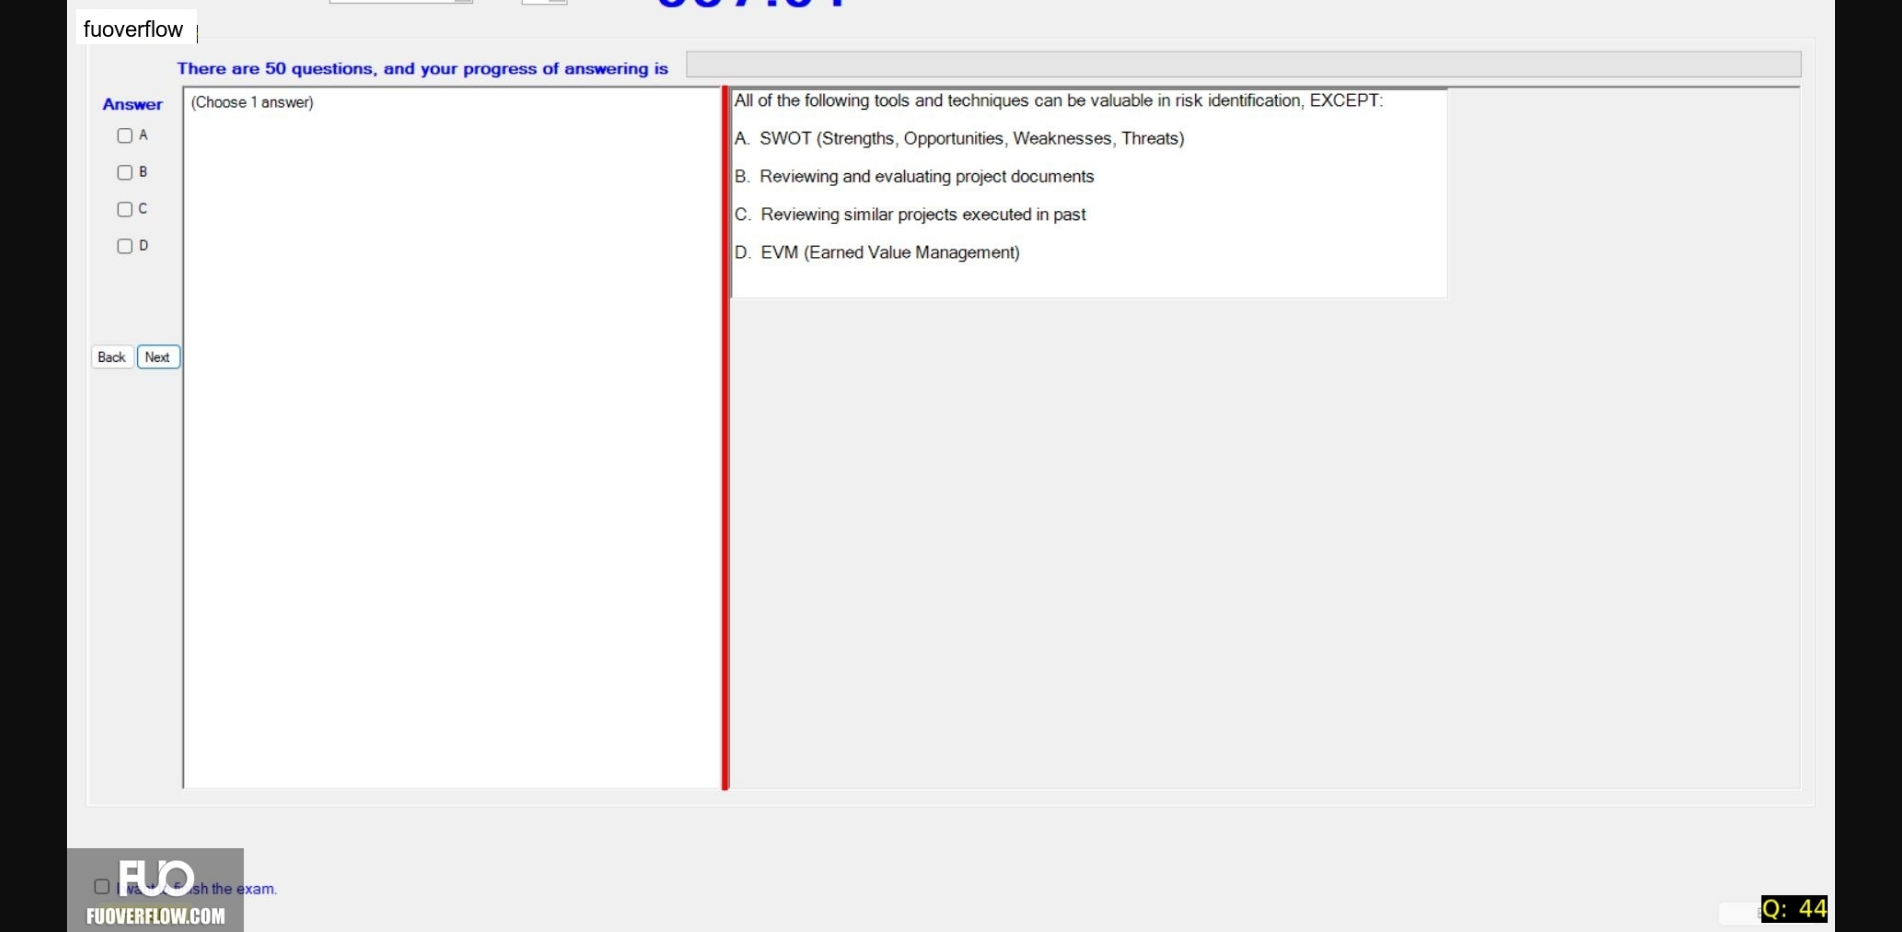 fuoverflow
There are 50 questions, and your progress of answering is
Answer
(Choose 1 answer)
A
B
C
D
Back
Next
All of the following tools and techniques can be valuable in risk identification, EXCEPT:
A. SWOT (Strengths, Opportunities, Weaknesses, Threats)
B. Reviewing and evaluating project documents
C. Reviewing similar projects executed in past
D. EVM (Earned Value Management)
FUO
the exam.
FUOVERFLOW.COM
Q: 44